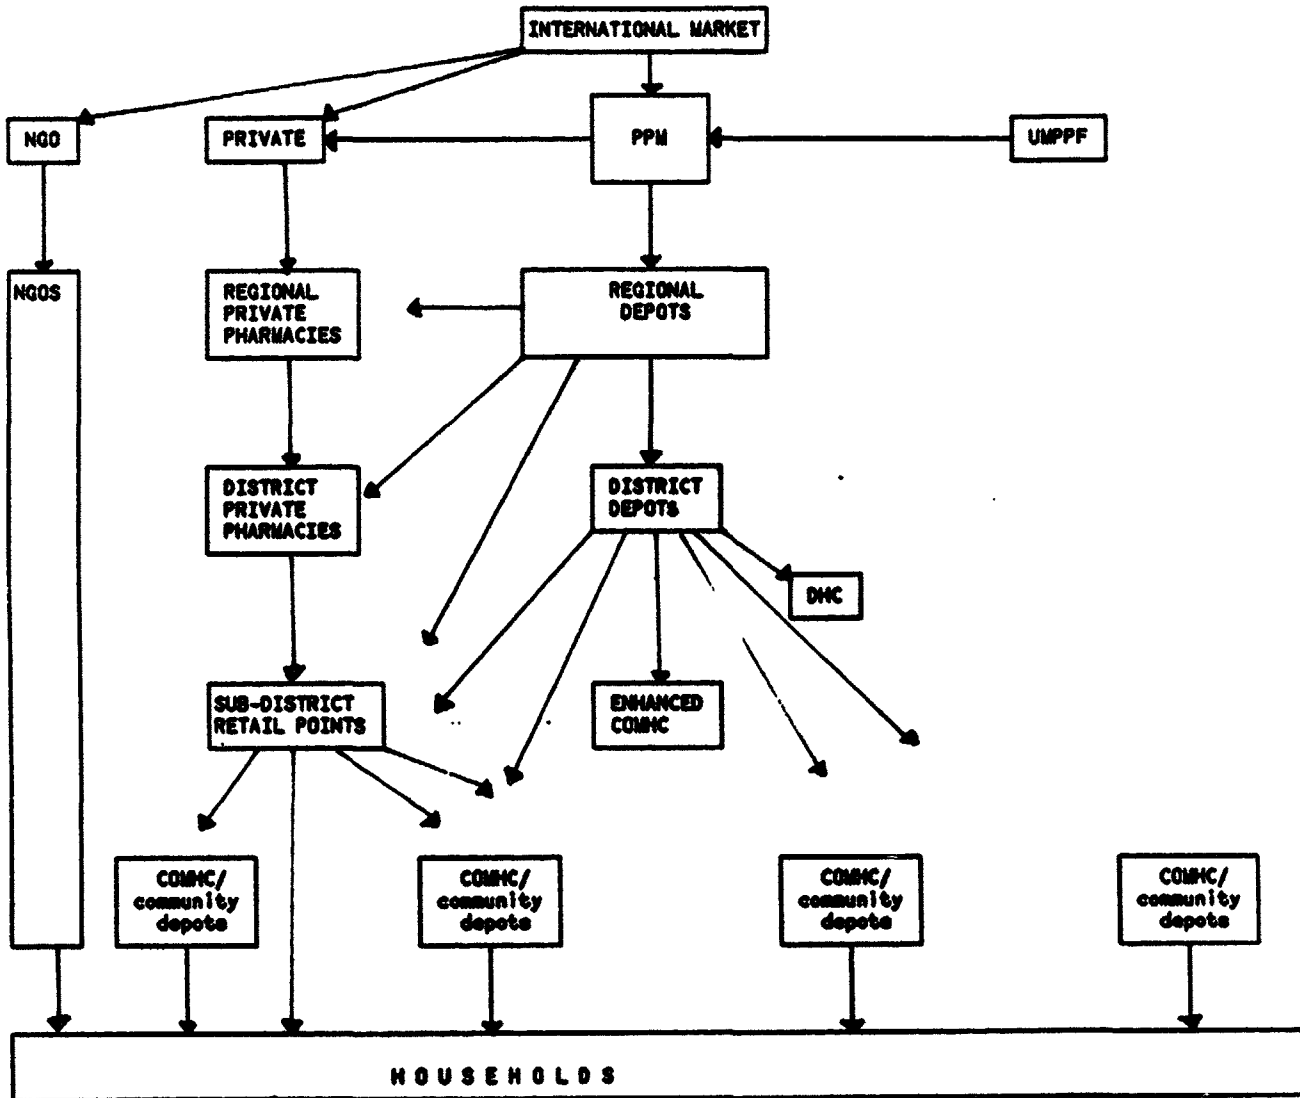 INTERNATIONAL MARKET
NGO
PRIVATE
PPM
UMPPF
NGOS
REGIONAL
PRIVATE
PHARMACIES
REGIONAL
DEPOTS
DISTRICT
PRIVATE
PHARMACIES
DISTRICT
DEPOTS
DHC
SUB-DISTRICT
RETAIL POINTS
ENHANCED
COMHC
COMHC/
community
depots
COMHC/
community
depots
COMHC/
community
depots
COMHC/
community
depots
HOUSEHOLDS